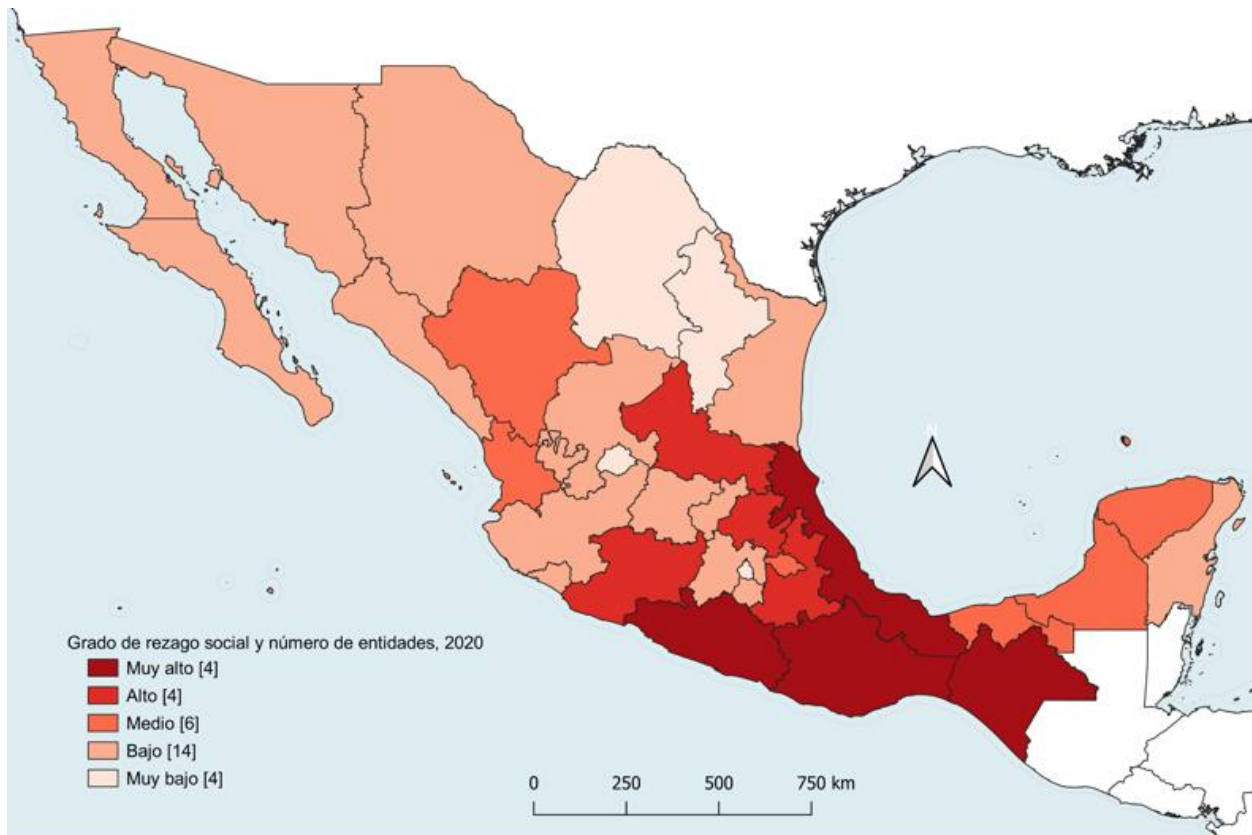 N
Grado de rezago social y número de entidades, 2020
Muy alto [4]
Alto [4]
Medio [6]
Bajo [14]
Muy bajo [4]
0 250 500 750 km